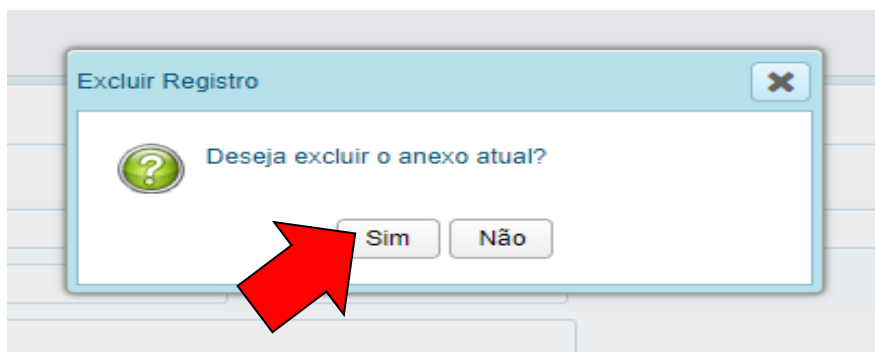 Excluir Registro
Deseja excluir o anexo atual?
Sim Não